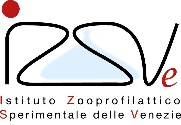 IZSVe
Istituto Zooprofilattico
Sperimentale delle Venezie